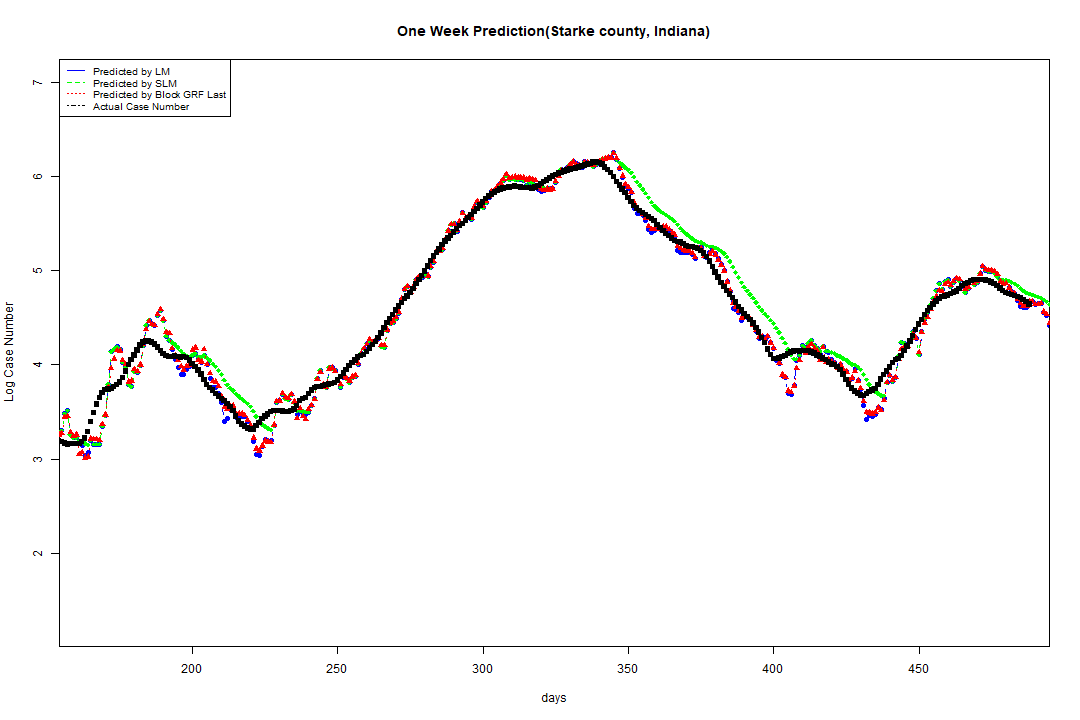 One Week Prediction(Starke county, Indiana)
Predicted by LM
Predicted by SLM
Predicted by Block GRF Last
Actual Case Number
7
6
5
4
3
2
Log Case Number
200
250
300
350
400
450
days